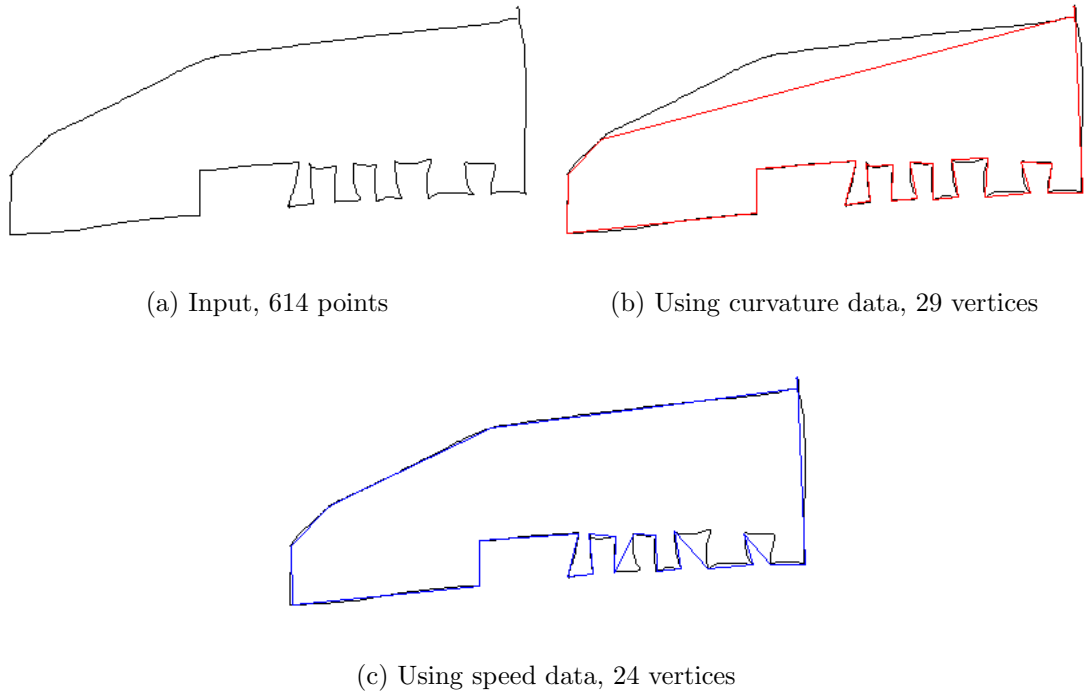 (a) Input, 614 points
(b) Using curvature data, 29 vertices
(c) Using speed data, 24 vertices